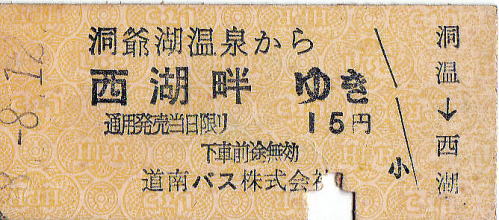 洞爺湖温泉から
西湖畔 ゆき
通用発売当日限り 15円
下車前途無効
道南バス株式会社
小
洞温→西湖
8-8.12